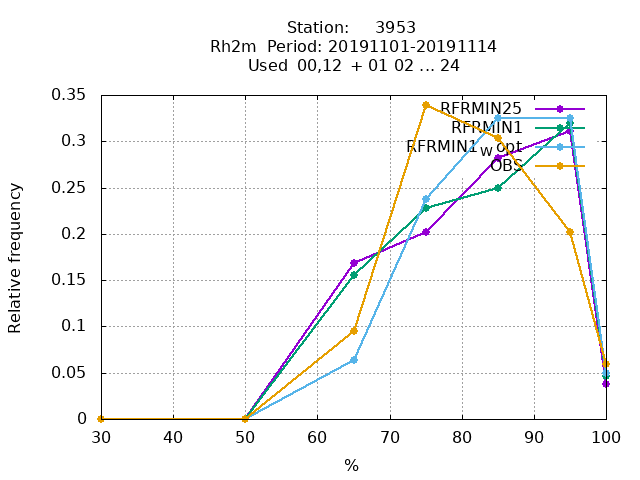 Station: 3953
Rh2m Period: 20191101-20191114
Used 00,12 + 01 02 ... 24
Relative frequency
0.35
0.3
0.25
0.2
0.15
0.1
0.05
0
RFRMIN25
RFRMIN1
RFRMIN1w opt
OBS
30 40 50 60 70 80 90 100
%